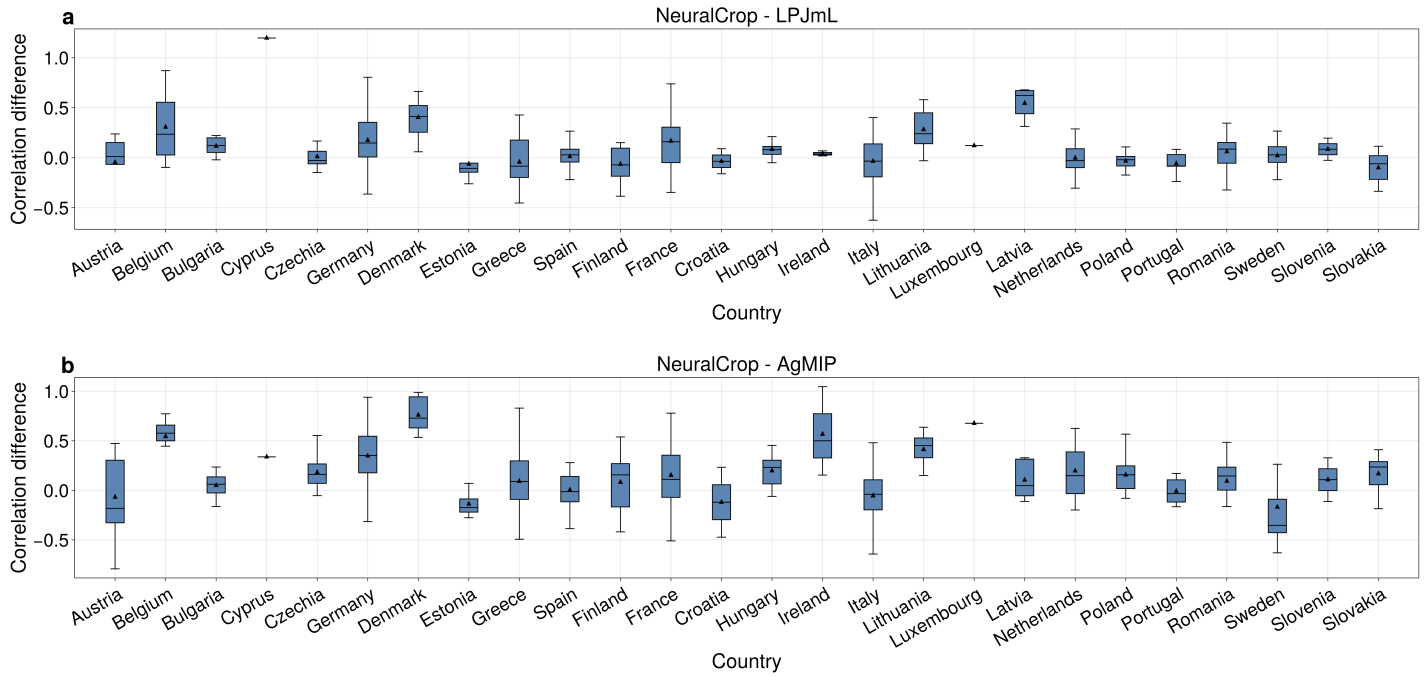 a
NeuralCrop - LPJmL
Correlation difference
1.0
0.5
0.0
−0.5
Austria Belgium Bulgaria Cyprus Czechia Germany Denmark Estonia Greece Spain Finland France Croatia Hungary Ireland Italy Lithuania Luxembourg Latvia Netherlands Poland Portugal Romania Sweden Slovenia Slovakia
Country
b
NeuralCrop - AgMIP
Correlation difference
1.0
0.5
0.0
−0.5
Austria Belgium Bulgaria Cyprus Czechia Germany Denmark Estonia Greece Spain Finland France Croatia Hungary Ireland Italy Lithuania Luxembourg Latvia Netherlands Poland Portugal Romania Sweden Slovenia Slovakia
Country